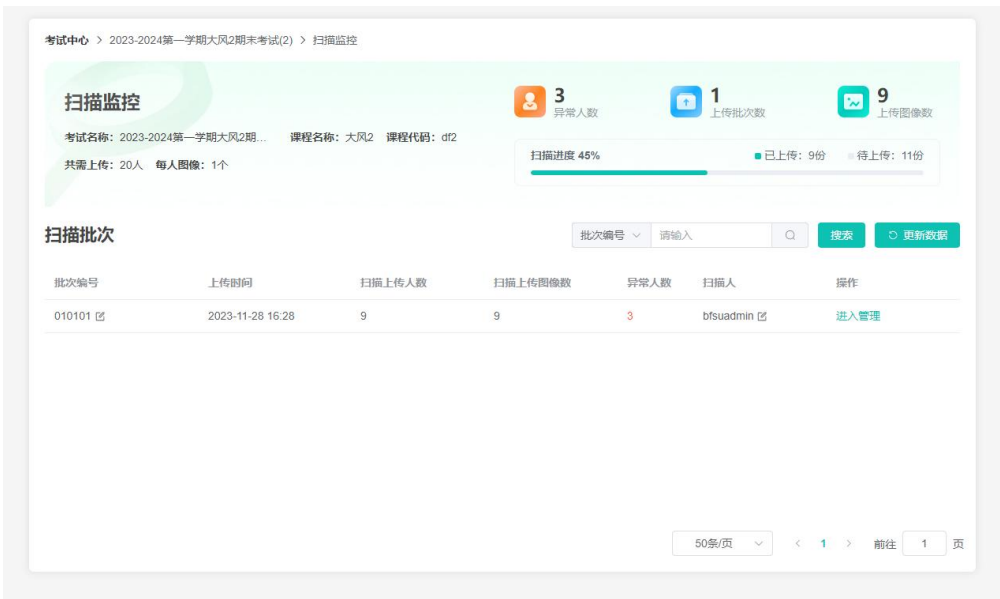 考试中心 > 2023-2024第一学期大风2期末考试(2) > 扫描监控
扫描监控
考试名称：2023-2024第一学期大风2期... 课程名称：大风2 课程代码：df2
共需上传：20人 每人图像：1个
3
异常人数
1
上传批次数
9
上传图像数
扫描进度 45% 已上传：9份 待上传：11份
扫描批次
批次编号 请输入 搜索 更新数据
批次编号 上传时间 扫描上传人数 扫描上传图像数 异常人数 扫描人 操作
010101 2023-11-28 16:28 9 9 3 bfsuadmin 进入管理
50条/页 < 1 > 前往 1 页